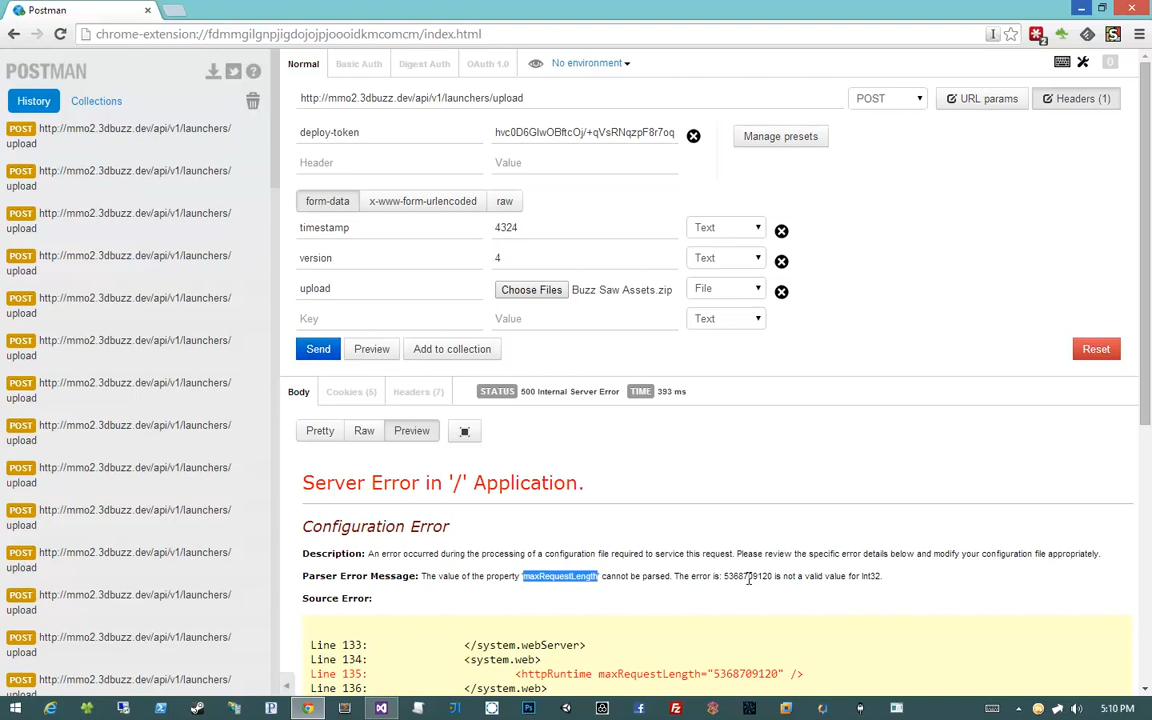 Postman
chrome-extension://fdmmgilgnpjigdojojpjoooidkmcomcm/index.html
2
POSTMAN
History
Collections
POST http://mmo2.3dbuzz.dev/api/v1/launchers/
upload
POST http://mmo2.3dbuzz.dev/api/v1/launchers/
upload
POST http://mmo2.3dbuzz.dev/api/v1/launchers/
upload
POST http://mmo2.3dbuzz.dev/api/v1/launchers/
upload
POST http://mmo2.3dbuzz.dev/api/v1/launchers/
upload
POST http://mmo2.3dbuzz.dev/api/v1/launchers/
upload
POST http://mmo2.3dbuzz.dev/api/v1/launchers/
upload
POST http://mmo2.3dbuzz.dev/api/v1/launchers/
upload
POST http://mmo2.3dbuzz.dev/api/v1/launchers/
upload
POST http://mmo2.3dbuzz.dev/api/v1/launchers/
upload
POST http://mmo2.3dbuzz.dev/api/v1/launchers/
upload
POST http://mmo2.3dbuzz.dev/api/v1/launchers/
upload
POST http://mmo2.3dbuzz.dev/api/v1/launchers/
upload
POST http://mmo2.3dbuzz.dev/api/v1/launchers/
Normal Basic Auth Digest Auth OAuth 1.0 No environment 0
http://mmo2.3dbuzz.dev/api/v1/launchers/upload POST URL params Headers (1)
deploy-token hvc0D6GIwOBftcOj/+qVsRNqzpF8r7oq Manage presets
Header Value
form-data x-www-form-urlencoded raw
timestamp 4324 Text
version 4 Text
upload Choose Files Buzz Saw Assets.zip File
Key Value Text
Send Preview Add to collection Reset
Body Cookies (5) Headers (7) STATUS 500 Internal Server Error TIME 393 ms
Pretty Raw Preview
Server Error in '/' Application.
Configuration Error
Description: An error occurred during the processing of a configuration file required to service this request. Please review the specific error details below and modify your configuration file appropriately.
Parser Error Message: The value of the property 'maxRequestLength' cannot be parsed. The error is: 5368709120 is not a valid value for Int32.
Source Error:
Line 133: </system.webServer>
Line 134: <system.web>
Line 135: <httpRuntime maxRequestLength="5368709120" />
Line 136: </system.web>
5:10 PM